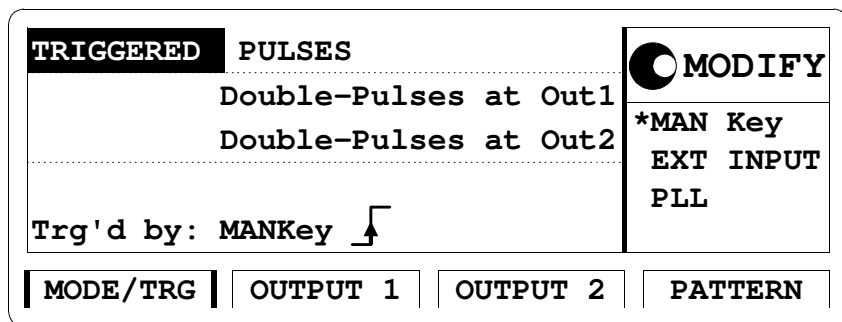 TRIGGERED PULSES
Double-Pulses at Out1
Double-Pulses at Out2
Trg'd by: MANKey
MODIFY
*MAN Key
EXT INPUT
PLL
MODE/TRG
OUTPUT 1
OUTPUT 2
PATTERN